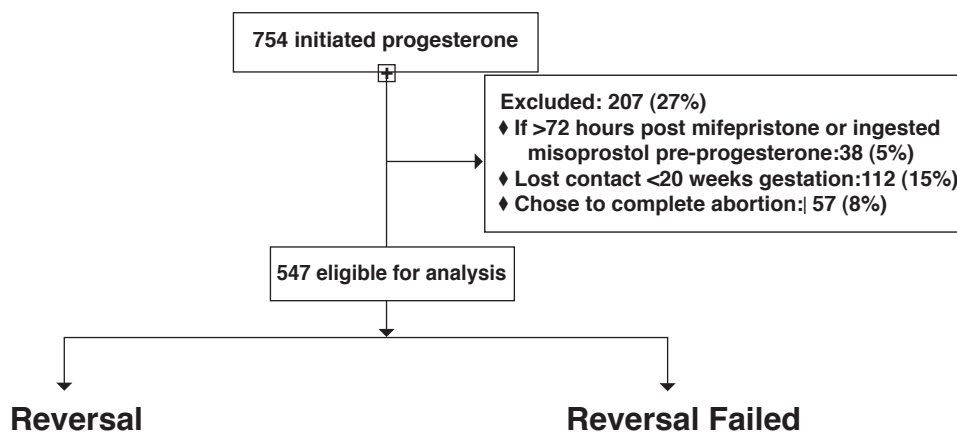 754 initiated progesterone
Excluded: 207 (27%)
♦ If >72 hours post mifepristone or ingested
misoprostol pre-progesterone:38 (5%)
♦ Lost contact <20 weeks gestation:112 (15%)
♦ Chose to complete abortion:| 57 (8%)
547 eligible for analysis
Reversal
Reversal Failed